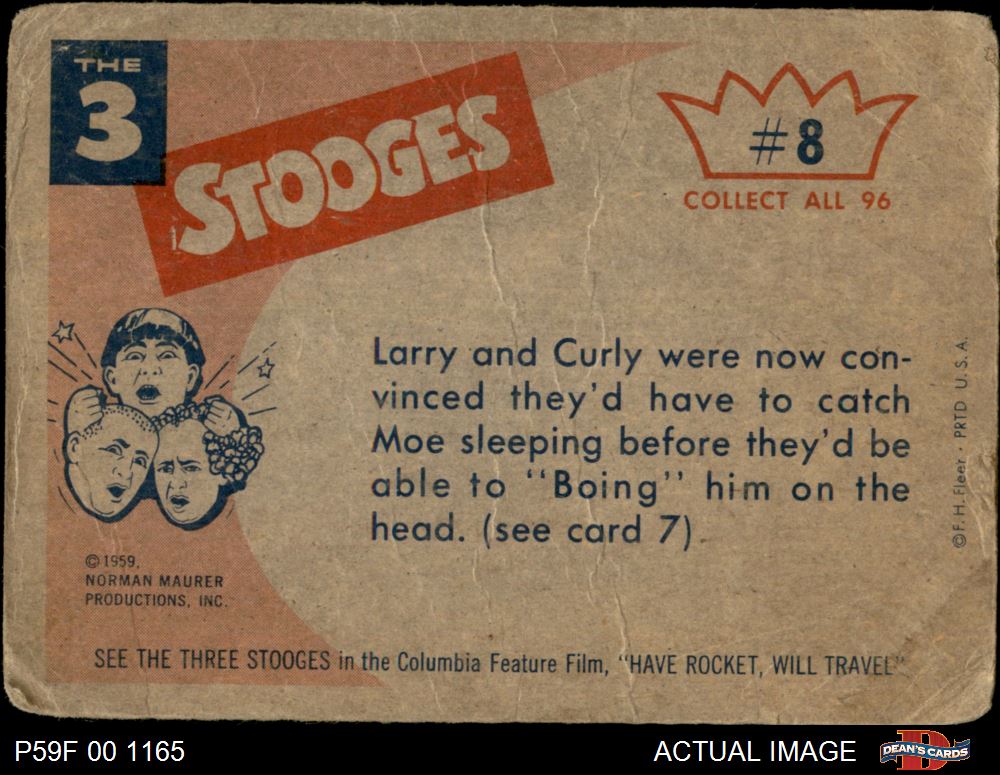 THE
3
STOOGES
#8
COLLECT ALL 96
Larry and Curly were now con-
vinced they'd have to catch
Moe sleeping before they'd be
able to "Boing" him on the
head. (see card 7)
©F. H. Fleer · PRTD U. S. A.
© 1959,
NORMAN MAURER
PRODUCTIONS, INC.
SEE THE THREE STOOGES in the Columbia Feature Film, "HAVE ROCKET, WILL TRAVEL"
P59F 00 1165
ACTUAL IMAGE
D
DEAN'S CARDS